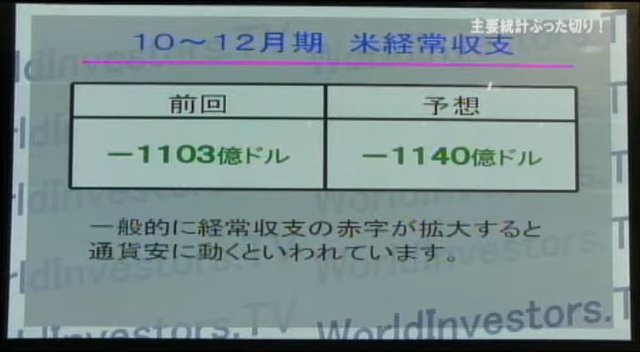 主要統計ぶった切り！
10～12月期 米経常収支
前回 予想
－1103億ドル －1140億ドル
一般的に経常収支の赤字が拡大すると
通貨安に動くといわれています。
WorldInvestors.TV